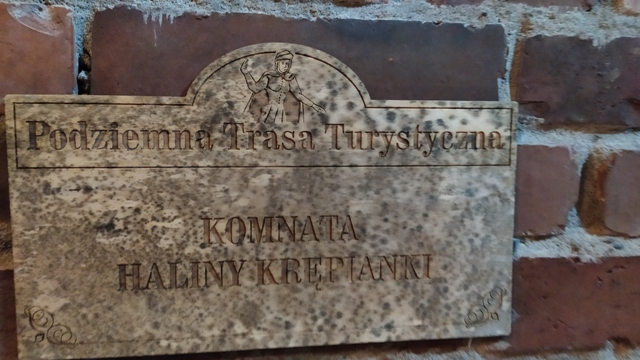 Podziemna Trasa Turystyczna
KOMNATA
HALINY KRĘPIANKI